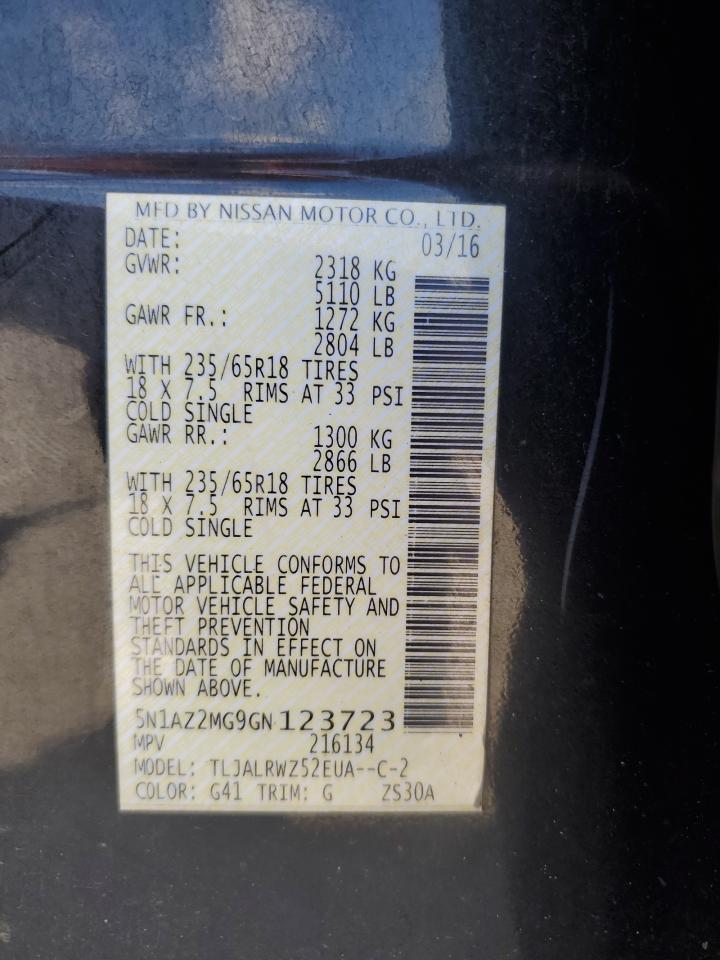 MFD BY NISSAN MOTOR CO., LTD.
DATE: 03/16
GVWR: 2318 KG
5110 LB
GAWR FR.: 1272 KG
2804 LB
WITH 235/65R18 TIRES
18 X 7.5 RIMS AT 33 PSI
COLD SINGLE
GAWR RR.: 1300 KG
2866 LB
WITH 235/65R18 TIRES
18 X 7.5 RIMS AT 33 PSI
COLD SINGLE
THIS VEHICLE CONFORMS TO
ALL APPLICABLE FEDERAL
MOTOR VEHICLE SAFETY AND
THEFT PREVENTION
STANDARDS IN EFFECT ON
THE DATE OF MANUFACTURE
SHOWN ABOVE.
5N1AZ2MG9GN 123723
MPV 216134
MODEL: TLJALRWZ52EUA--C-2
COLOR: G41 TRIM: G ZS30A